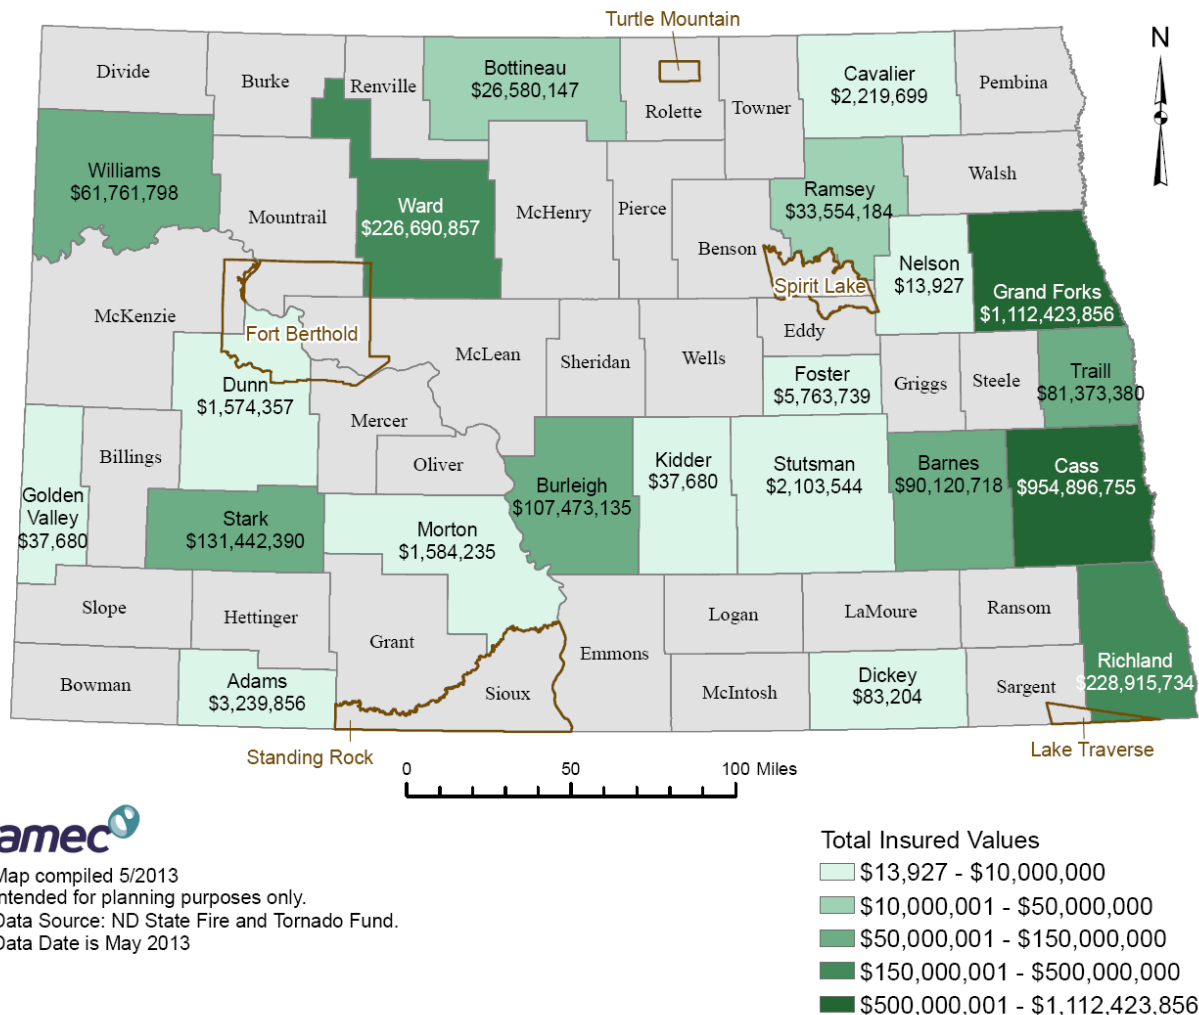 Turtle Mountain
N
Divide
Burke
Renville
Bottineau
$26,580,147
Rolette
Towner
Cavalier
$2,219,699
Pembina
Williams
$61,761,798
Mountrail
Ward
$226,690,857
McHenry
Pierce
Benson
Ramsey
$33,554,184
Walsh
Spirit Lake
Nelson
$13,927
Grand Forks
$1,112,423,856
McKenzie
Fort Berthold
Dunn
$1,574,357
McLean
Sheridan
Wells
Eddy
Foster
$5,763,739
Griggs
Steele
Traill
$81,373,380
Mercer
Oliver
Billings
Golden
Valley
$37,680
Stark
$131,442,390
Morton
$1,584,235
Burleigh
$107,473,135
Kidder
$37,680
Stutsman
$2,103,544
Barnes
$90,120,718
Cass
$954,896,755
Slope
Hettinger
Grant
Emmons
Logan
LaMoure
Ransom
Richland
$228,915,734
Bowman
Adams
$3,239,856
Sioux
McIntosh
Dickey
$83,204
Sargent
Standing Rock
Lake Traverse
0 50 100 Miles
amec
Map compiled 5/2013
ntended for planning purposes only.
Data Source: ND State Fire and Tornado Fund.
Data Date is May 2013
Total Insured Values
$13,927 - $10,000,000
$10,000,001 - $50,000,000
$50,000,001 - $150,000,000
$150,000,001 - $500,000,000
$500,000,001 - $1,112,423,856